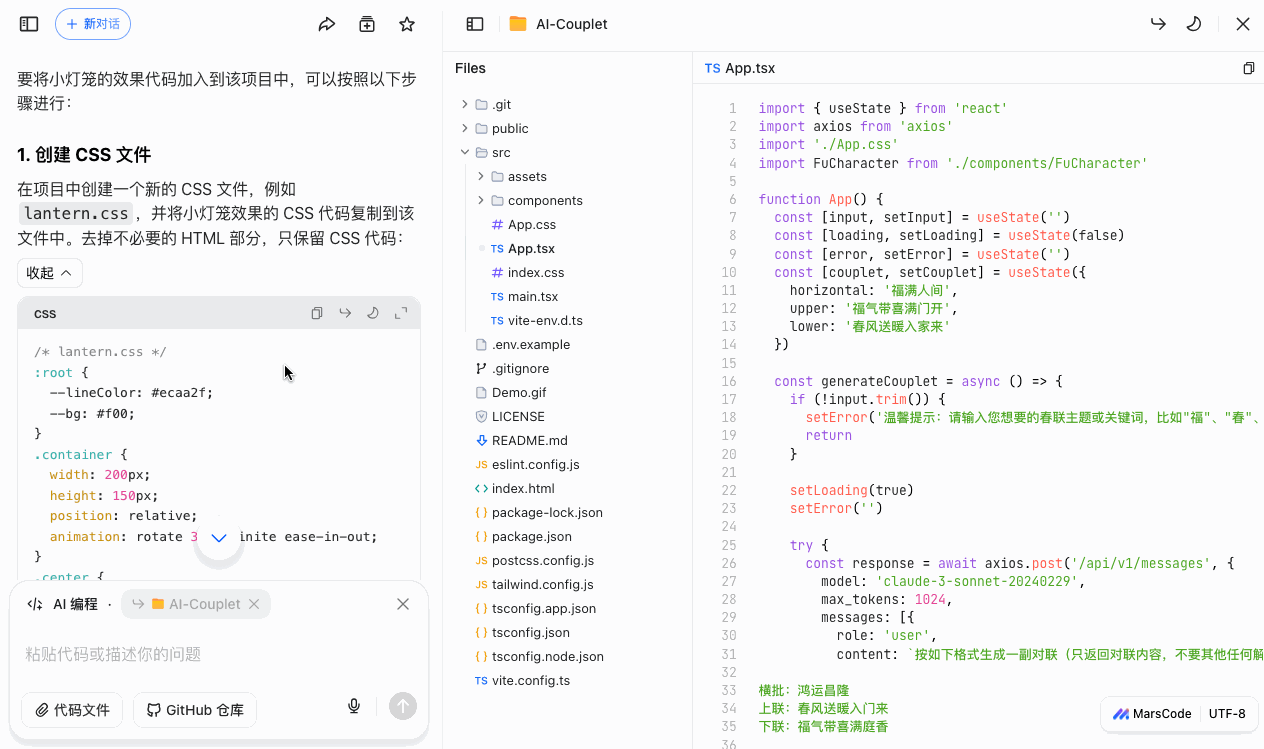 新对话
要将小灯笼的效果代码加入到该项目中，可以按照以下步
骤进行：
1. 创建 CSS 文件
在项目中创建一个新的 CSS 文件，例如
lantern.css，并将小灯笼效果的 CSS 代码复制到该
文件中。去掉不必要的 HTML 部分，只保留 CSS 代码：
收起
css
/* lantern.css */
:root {
--lineColor: #ecaa2f;
--bg: #f00;
}
.container {
width: 200px;
height: 150px;
position: relative;
animation: rotate 3 inite ease-in-out;
}
.center {
AI 编程 · AI-Couplet
粘贴代码或描述你的问题
代码文件 GitHub 仓库
AI-Couplet
Files
.git
public
src
assets
components
# App.css
TS App.tsx
# index.css
TS main.tsx
TS vite-env.d.ts
.env.example
.gitignore
Demo.gif
LICENSE
README.md
JS eslint.config.js
<> index.html
{} package-lock.json
{} package.json
JS postcss.config.js
JS tailwind.config.js
{} tsconfig.app.json
{} tsconfig.json
{} tsconfig.node.json
TS vite.config.ts
TS App.tsx
1 import { useState } from 'react'
2 import axios from 'axios'
3 import './App.css'
4 import FuCharacter from './components/FuCharacter'
5
6 function App() {
7 const [input, setInput] = useState('')
8 const [loading, setLoading] = useState(false)
9 const [error, setError] = useState('')
10 const [couplet, setCouplet] = useState({
11 horizontal: '福满人间',
12 upper: '福气带喜满门开',
13 lower: '春风送暖入家来'
14 })
15
16 const generateCouplet = async () => {
17 if (!input.trim()) {
18 setError('温馨提示：请输入您想要的春联主题或关键词，比如"福"、"春"、
19 return
20 }
21
22 setLoading(true)
23 setError('')
24
25 try {
26 const response = await axios.post('/api/v1/messages', {
27 model: 'claude-3-sonnet-20240229',
28 max_tokens: 1024,
29 messages: [{
30 role: 'user',
31 content: `按如下格式生成一副对联（只返回对联内容，不要其他任何解
32
33 横批：鸿运昌隆
34 上联：春风送暖入门来
35 下联：福气带喜满庭香
36
MarsCode UTF-8